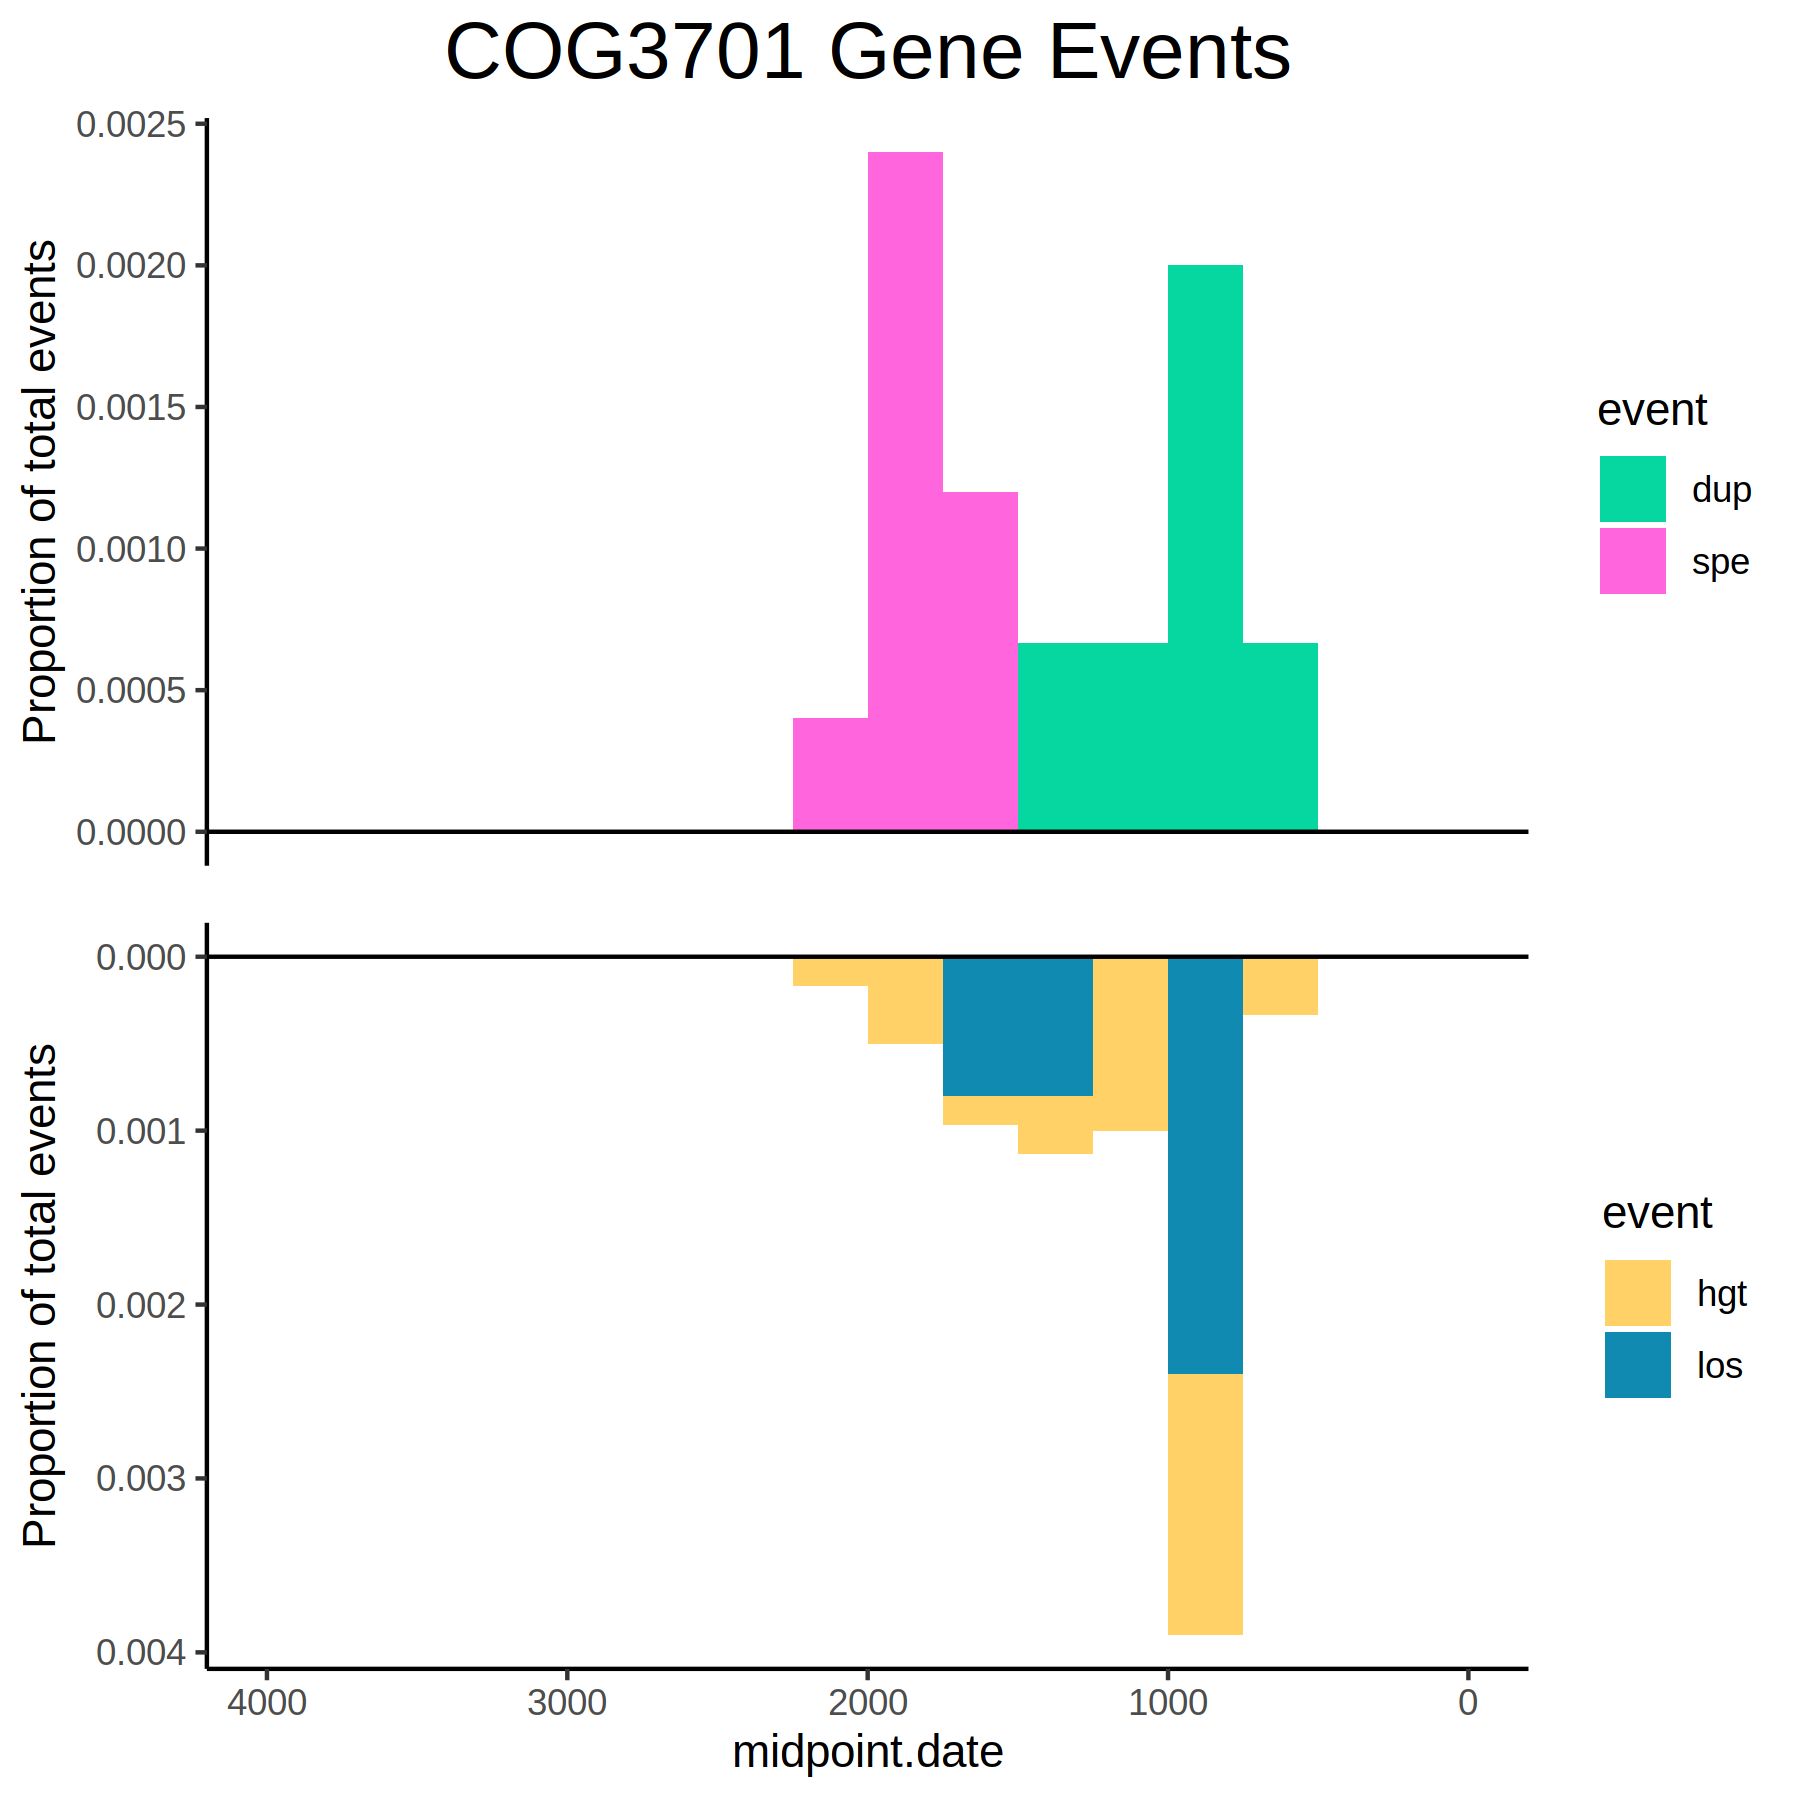 COG3701 Gene Events
Proportion of total events
0.0025
0.0020
0.0015
0.0010
0.0005
0.0000
event
dup
spe
Proportion of total events
0.000
0.001
0.002
0.003
0.004
event
hgt
los
4000 3000 2000 1000 0
midpoint.date